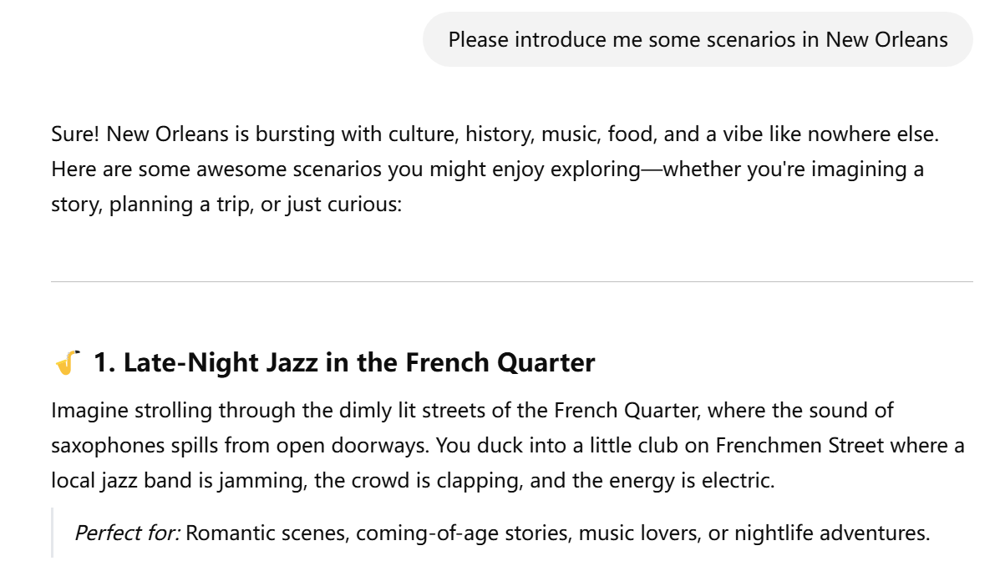 Please introduce me some scenarios in New Orleans
Sure! New Orleans is bursting with culture, history, music, food, and a vibe like nowhere else.
Here are some awesome scenarios you might enjoy exploring—whether you're imagining a
story, planning a trip, or just curious:
🎷 1. Late-Night Jazz in the French Quarter
Imagine strolling through the dimly lit streets of the French Quarter, where the sound of
saxophones spills from open doorways. You duck into a little club on Frenchmen Street where a
local jazz band is jamming, the crowd is clapping, and the energy is electric.
Perfect for: Romantic scenes, coming-of-age stories, music lovers, or nightlife adventures.